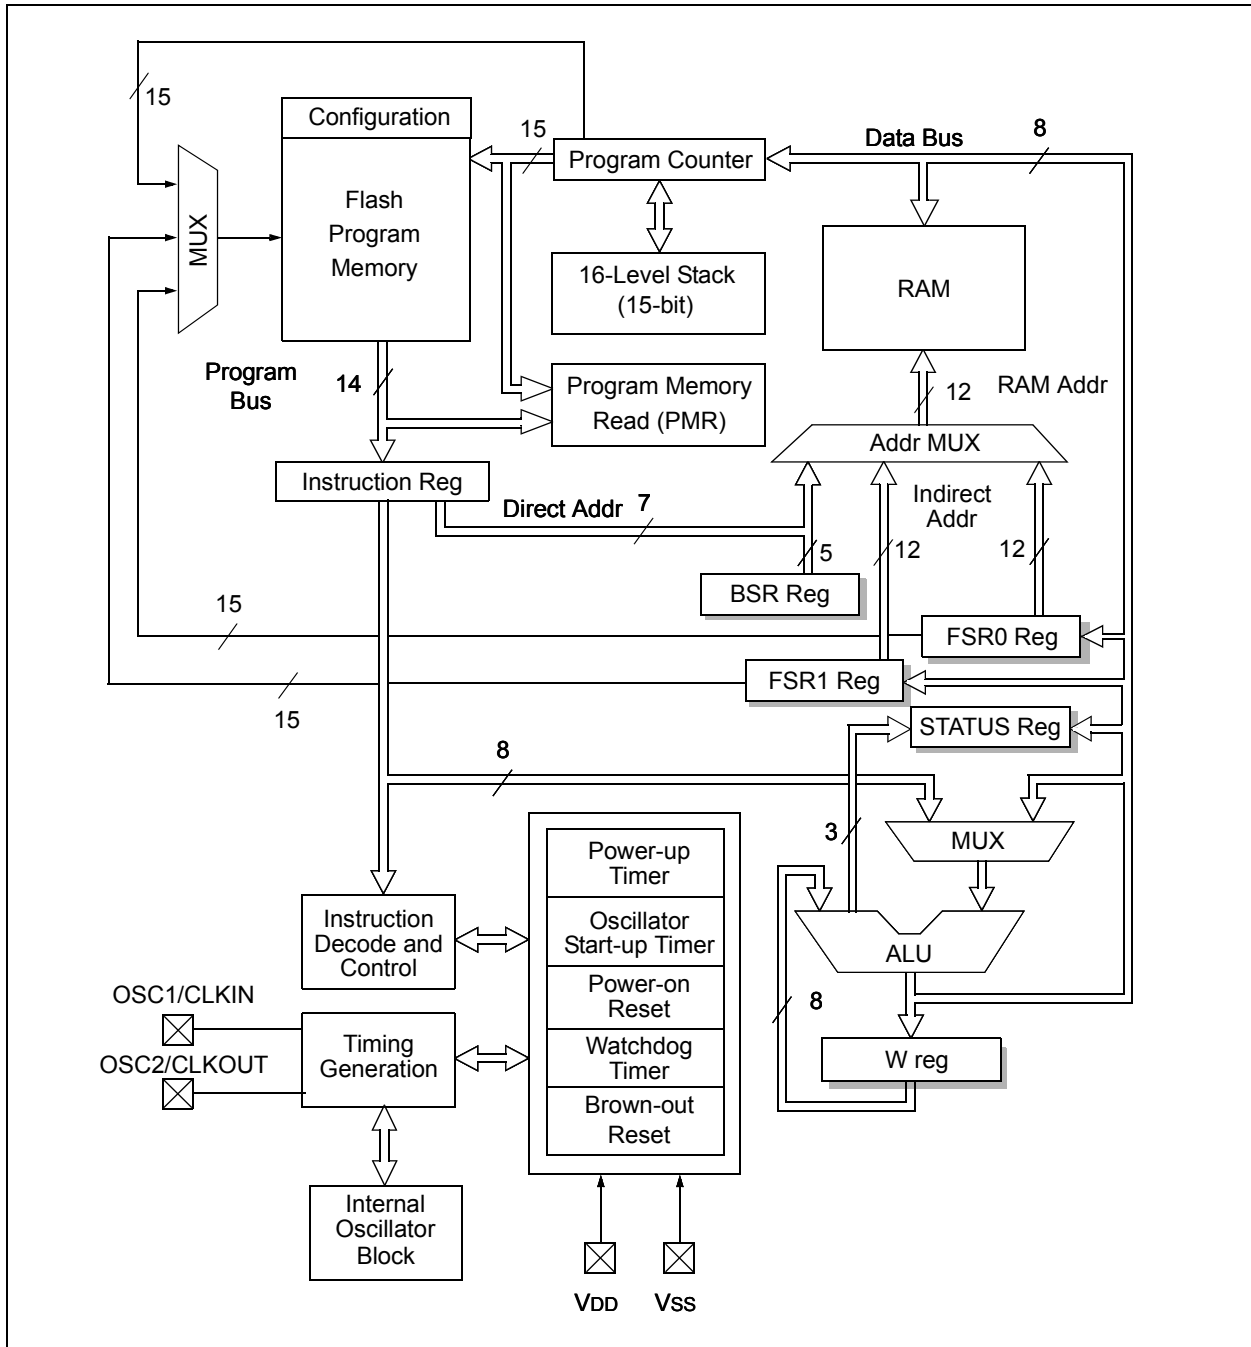 15
Configuration
Flash
Program
Memory
MUX
15
Program Counter
Data Bus
8
16-Level Stack
(15-bit)
RAM
Program
Bus
14
Program Memory
Read (PMR)
12
RAM Addr
Addr MUX
Instruction Reg
Direct Addr
7
Indirect
Addr
5
12
12
BSR Reg
15
FSR0 Reg
15
FSR1 Reg
STATUS Reg
8
3
MUX
Power-up
Timer
Oscillator
Start-up Timer
Power-on
Reset
Watchdog
Timer
Brown-out
Reset
Instruction
Decode and
Control
ALU
8
W reg
OSC1/CLKIN
OSC2/CLKOUT
Timing
Generation
Internal
Oscillator
Block
VDD
VSS